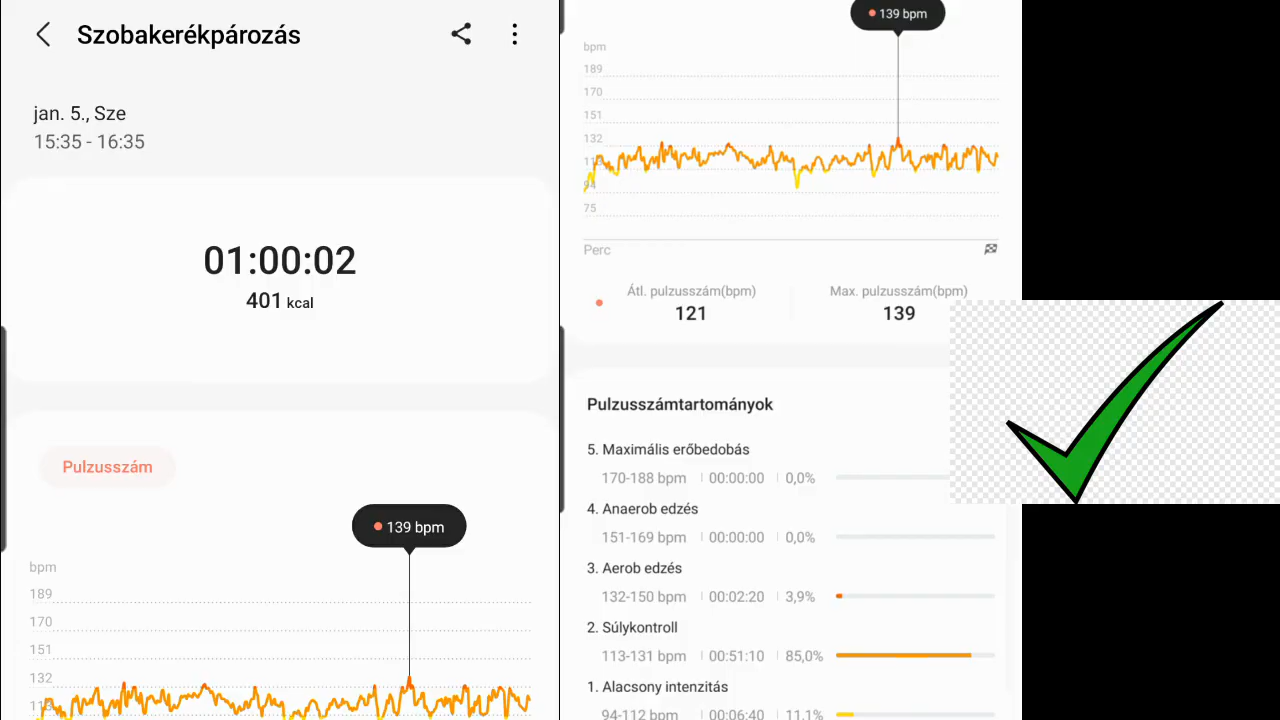 Szobakerékpározás
jan. 5., Sze
15:35 - 16:35
01:00:02
401 kcal
Pulzusszám
139 bpm
bpm
189
170
151
132
113
139 bpm
bpm
189
170
151
132
113
94
75
Perc
Átl. pulzusszám(bpm) Max. pulzusszám(bpm)
121 139
Pulzusszámtartományok
5. Maximális erőbedobás
170-188 bpm 00:00:00 0,0%
4. Anaerob edzés
151-169 bpm 00:00:00 0,0%
3. Aerob edzés
132-150 bpm 00:02:20 3,9%
2. Súlykontroll
113-131 bpm 00:51:10 85,0%
1. Alacsony intenzitás
94-112 bpm 00:06:40 11,1%